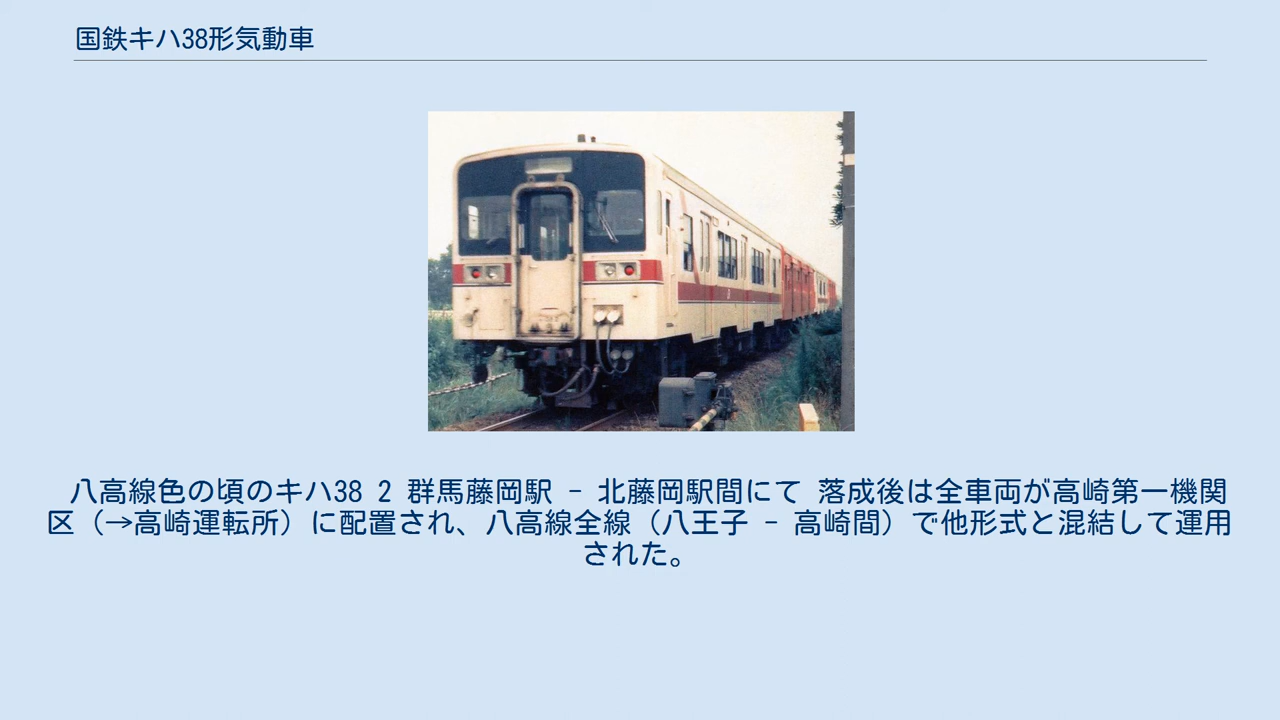 国鉄キハ38形気動車
八高線色の頃のキハ38 2 群馬藤岡駅 - 北藤岡駅間にて 落成後は全車両が高崎第一機関
区（→高崎運転所）に配置され、八高線全線（八王子 - 高崎間）で他形式と混結して運用
された。